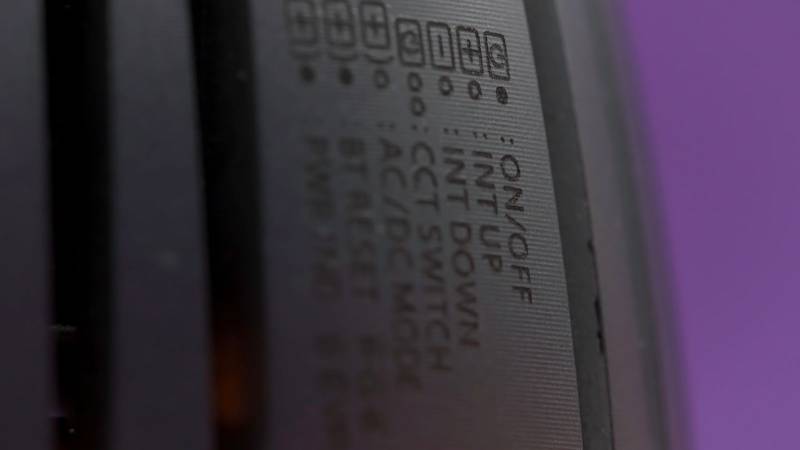 : ON/OFF
: INT UP
: INT DOWN
: CCT SWITCH
: AC/DC MODE
: BT RESET